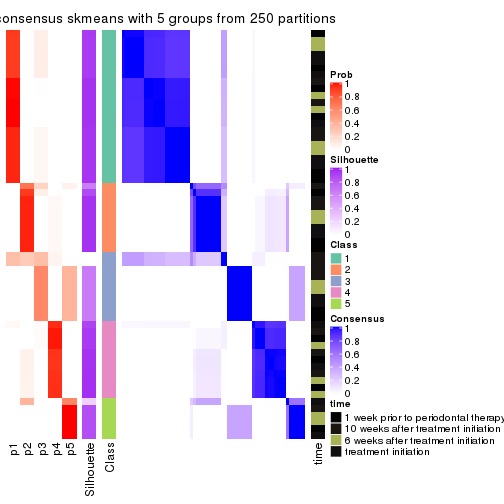 consensus skmeans with 5 groups from 250 partitions
Prob
1
0.8
0.6
0.4
0.2
0
Silhouette
1
0.8
0.6
0.4
0.2
0
Class
1
2
3
4
5
Consensus
1
0.8
0.6
0.4
0.2
0
time
1 week prior to periodontal therapy
10 weeks after treatment initiation
6 weeks after treatment initiation
treatment initiation
p1
p2
p3
p4
p5
Silhouette
Class
time